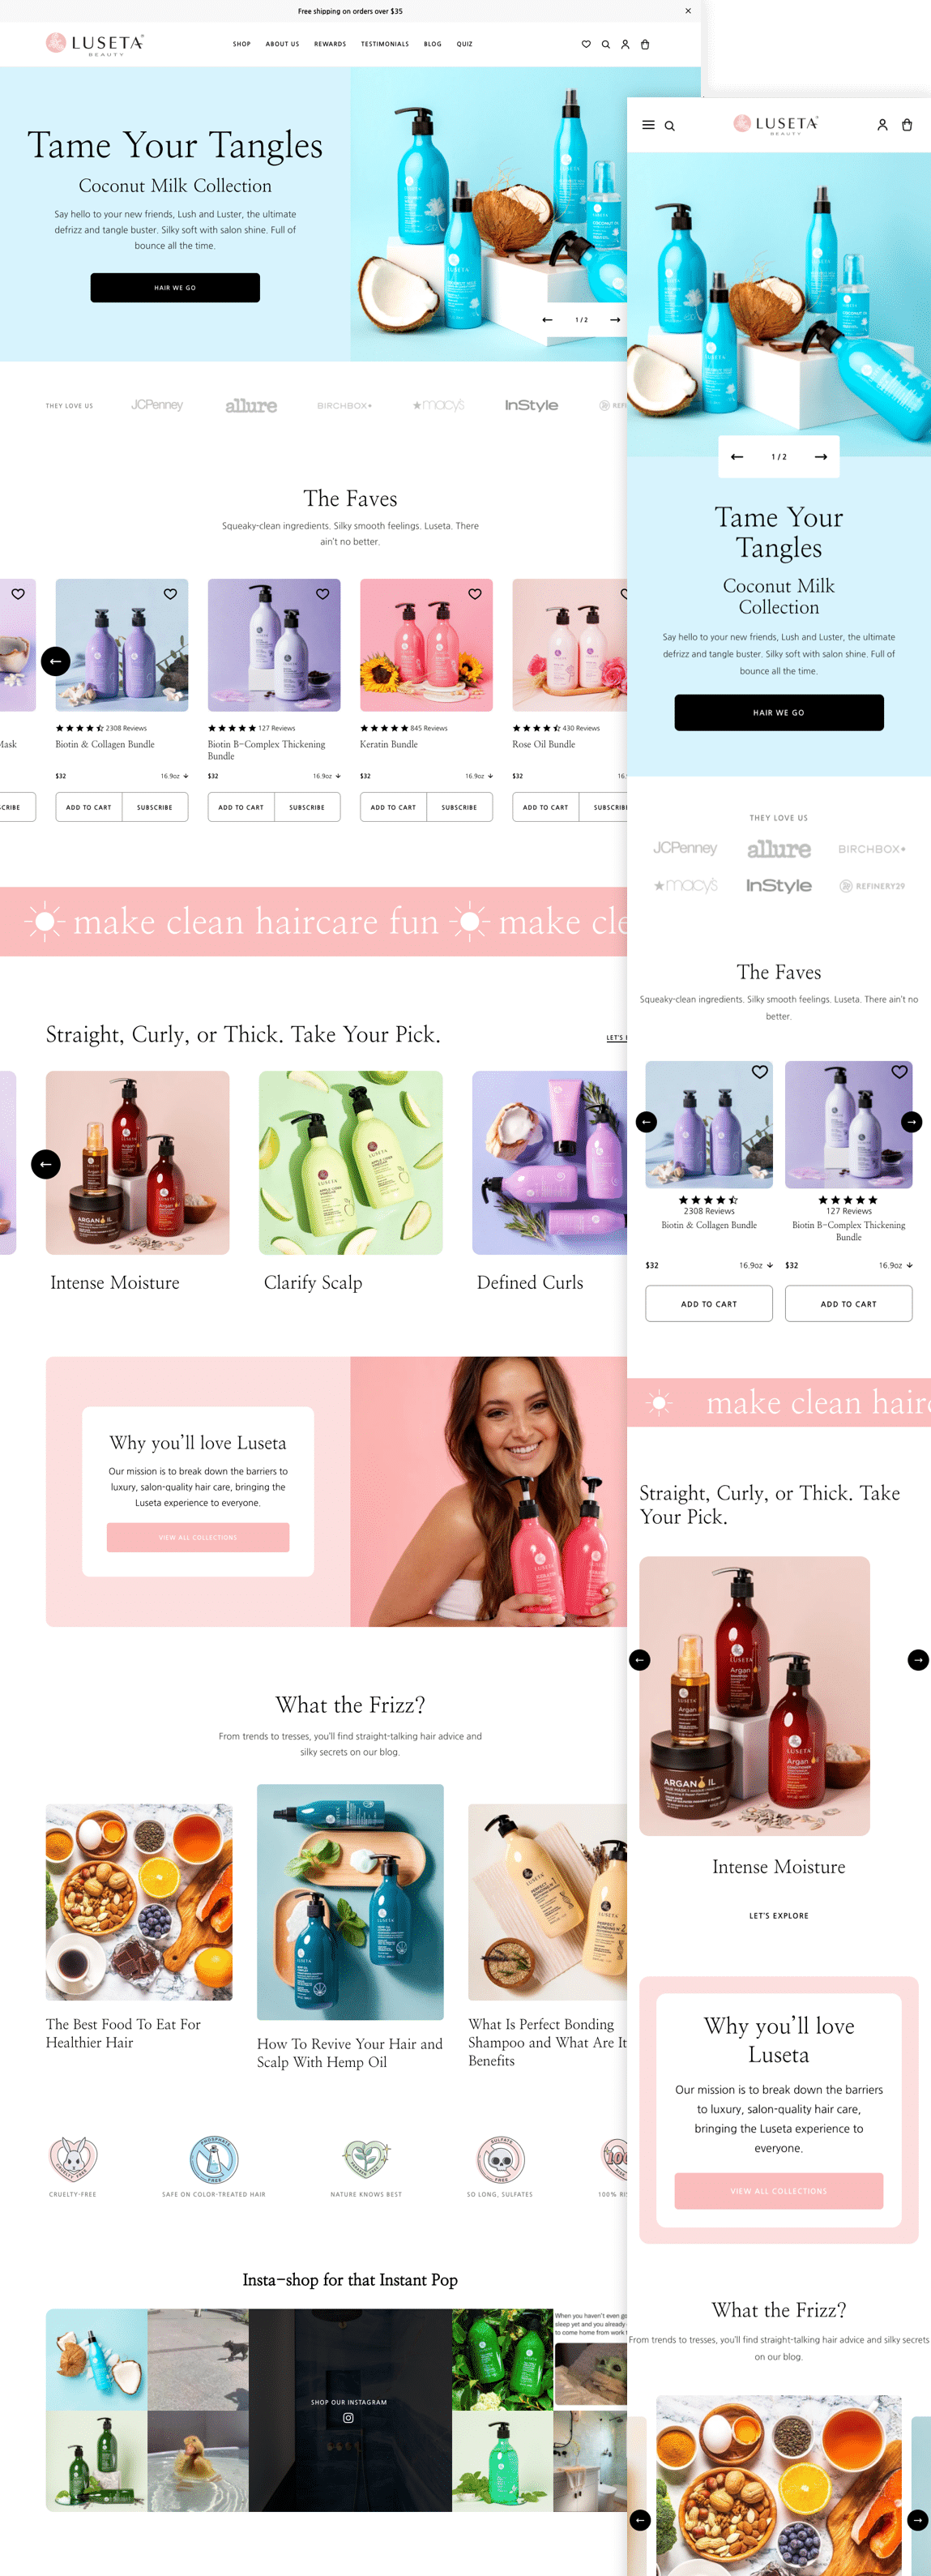 Free shipping on orders over $35
LUSETA
BEAUTY
SHOP ABOUT US REWARDS TESTIMONIALS BLOG QUIZ
Tame Your Tangles
Coconut Milk Collection
Say hello to your new friends, Lush and Luster, the ultimate
defrizz and tangle buster. Silky soft with salon shine. Full of
bounce all the time.
HAIR WE GO
1 / 2
THEY LOVE US
JCPenney
allure
BIRCHBOX
macy's
InStyle
The Faves
Squeaky-clean ingredients. Silky smooth feelings. Luseta. There
ain't no better.
Mask
2308 Reviews
Biotin & Collagen Bundle
$32 16.9oz
ADD TO CART SUBSCRIBE
127 Reviews
Biotin B-Complex Thickening
Bundle
$32 16.9oz
ADD TO CART SUBSCRIBE
845 Reviews
Keratin Bundle
$32 16.9oz
ADD TO CART SUBSCRIBE
430 Reviews
Rose Oil Bundle
$32
ADD TO CART
make clean haircare fun make cle
Straight, Curly, or Thick. Take Your Pick.
LET'S
Intense Moisture
Clarify Scalp
Defined Curls
Why you'll love Luseta
Our mission is to break down the barriers to
luxury, salon-quality hair care, bringing the
Luseta experience to everyone.
VIEW ALL COLLECTIONS
What the Frizz?
From trends to tresses, you'll find straight-talking hair advice and
silky secrets on our blog.
The Best Food To Eat For
Healthier Hair
How To Revive Your Hair and
Scalp With Hemp Oil
What Is Perfect Bonding
Shampoo and What Are It
Benefits
CRUELTY-FREE
SAFE ON COLOR-TREATED HAIR
NATURE KNOWS BEST
SO LONG, SULFATES
100%
Insta-shop for that Instant Pop
SHOP OUR INSTAGRAM
When you haven't even
sleep yet and you already
to come home from work
LUSETA
BEAUTY
1 / 2
Tame Your
Tangles
Coconut Milk
Collection
Say hello to your new friends, Lush and Luster, the ultimate
defrizz and tangle buster. Silky soft with salon shine. Full of
bounce all the time.
HAIR WE GO
THEY LOVE US
JCPenney allure BIRCHBOX
macy's InStyle REFINERY29
The Faves
Squeaky-clean ingredients. Silky smooth feelings. Luseta. There ain't no
better.
2308 Reviews
Biotin & Collagen Bundle
$32 16.9oz
ADD TO CART
127 Reviews
Biotin B-Complex Thickening
Bundle
$32 16.9oz
ADD TO CART
make clean hairc
Straight, Curly, or Thick. Take
Your Pick.
LUSETA
Argan
ARGAN OIL
Intense Moisture
LET'S EXPLORE
Why you'll love
Luseta
Our mission is to break down the barriers
to luxury, salon-quality hair care,
bringing the Luseta experience to
everyone.
VIEW ALL COLLECTIONS
What the Frizz?
From trends to tresses, you'll find straight-talking hair advice and silky secrets
on our blog.